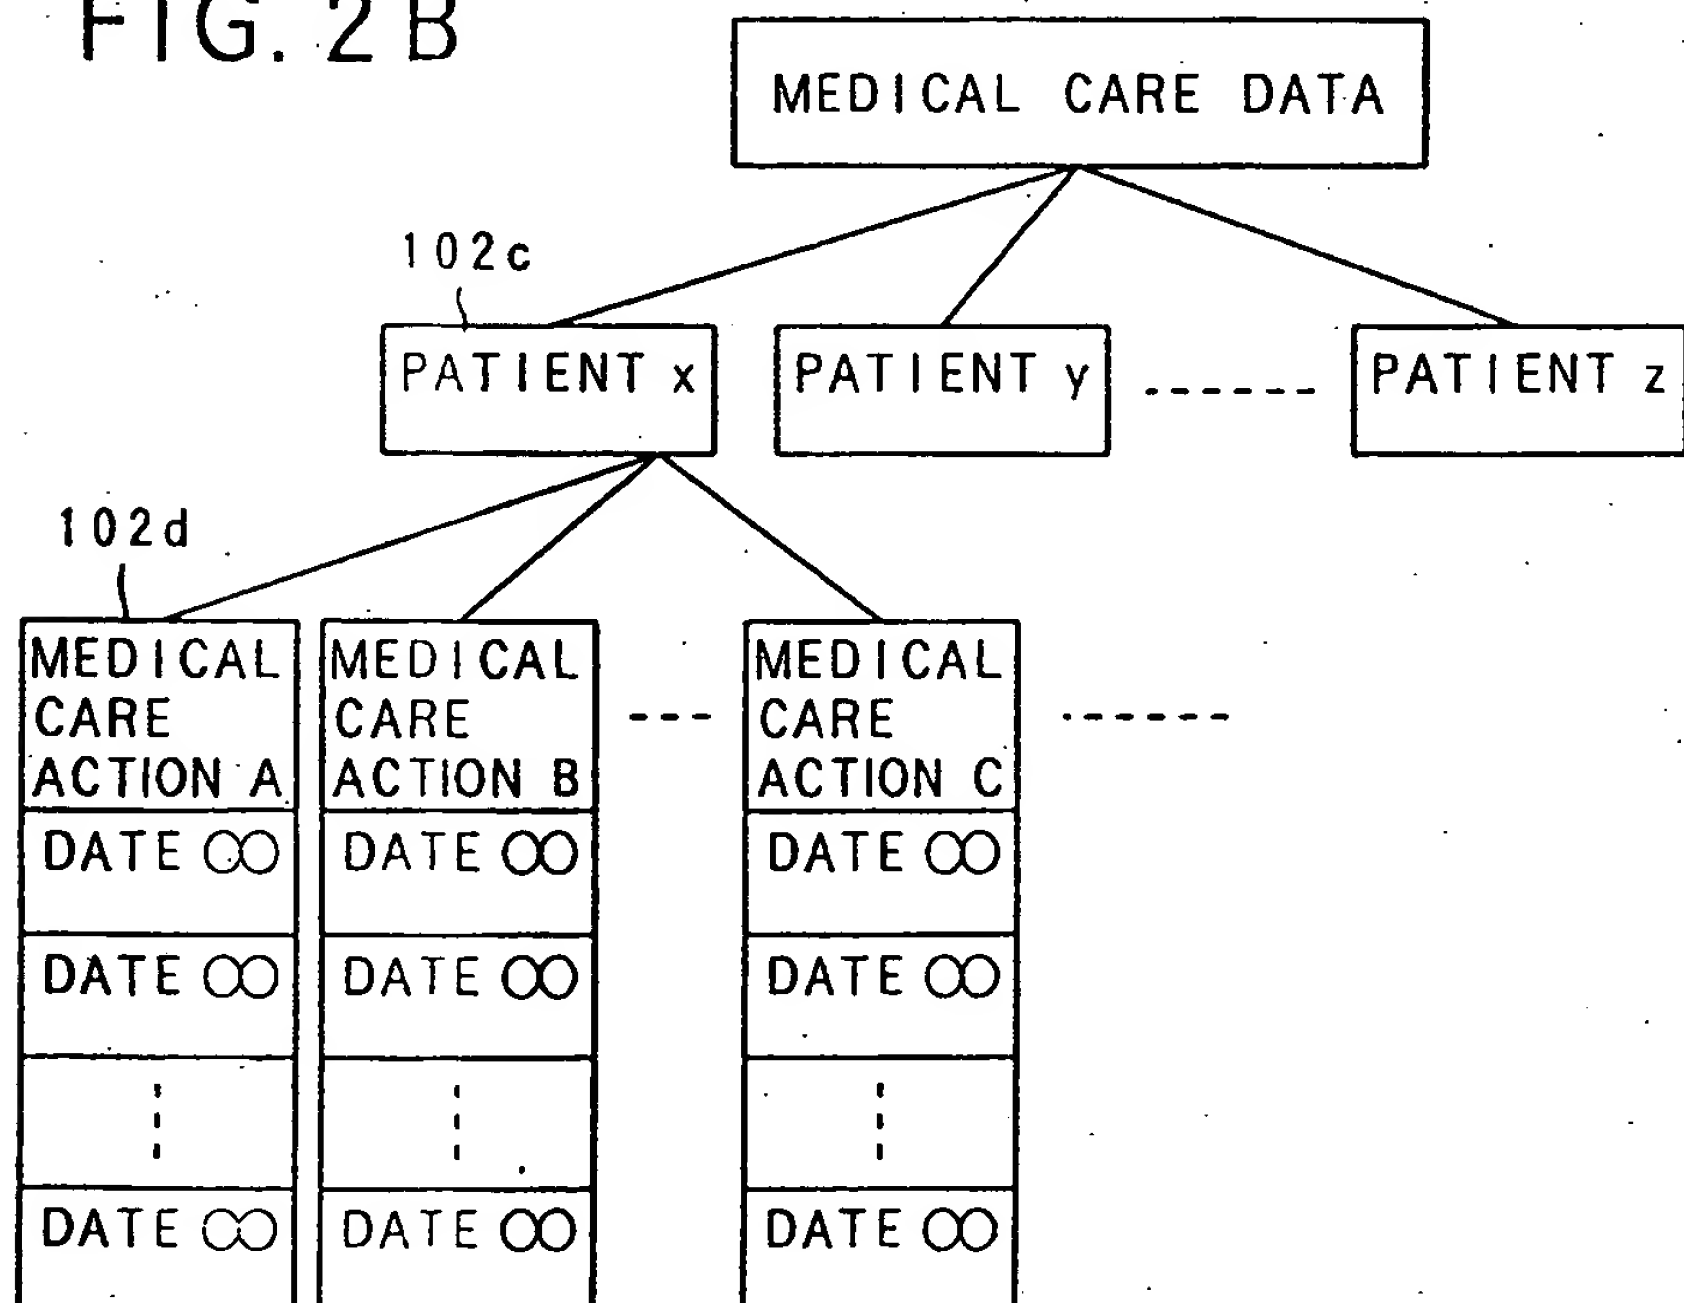 FIG. 2B
MEDICAL CARE DATA
102c
PATIENT x
PATIENT y
PATIENT z
102d
MEDICAL
CARE
ACTION A
MEDICAL
CARE
ACTION B
MEDICAL
CARE
ACTION C
DATE ○○
DATE ○○
DATE ○○
DATE ○○
DATE ○○
DATE ○○
DATE ○○
DATE ○○
DATE ○○